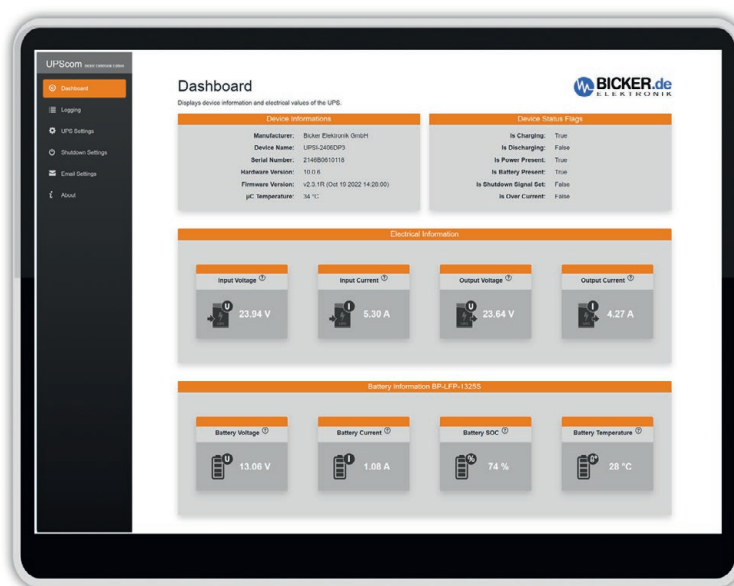 UPScom
Dashboard
Logging
UPS Settings
Shutdown Settings
Email Settings
About
Dashboard
Displays device information and electrical values of the UPS.
BICKER.de
ELEKTRONIK
Device Informations
Manufacturer: Bicker Elektronik GmbH
Device Name: UPSI-2406DP3
Serial Number: 2146B0610118
Hardware Version: 10.0.6
Firmware Version: v2.3.1R (Oct 10 2022 14:20:00)
µC Temperature: 34 °C
Device Status Flags
Is Charging: True
Is Discharging: False
Is Power Present: True
Is Battery Present: True
Is Shutdown Signal Set: False
Is Over Current: False
Electrical Information
Input Voltage ?
U 23.94 V
Input Current ?
I 5.30 A
Output Voltage ?
U 23.64 V
Output Current ?
I 4.27 A
Battery Information BP-LFP-1325S
Battery Voltage ?
U 13.06 V
Battery Current ?
I 1.08 A
Battery SOC ?
% 74 %
Battery Temperature ?
28 °C